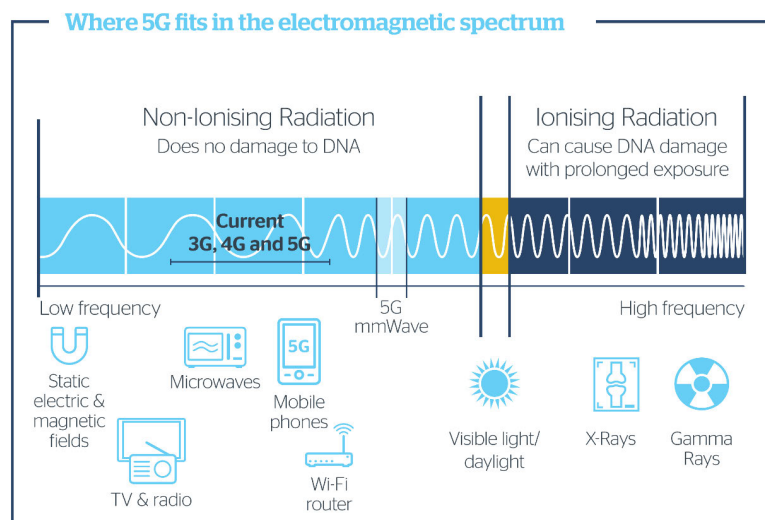 Where 5G fits in the electromagnetic spectrum
Non-Ionising Radiation
Does no damage to DNA
Ionising Radiation
Can cause DNA damage
with prolonged exposure
Current
3G, 4G and 5G
Low frequency
5G
mmWave
High frequency
Static
electric &
magnetic
fields
Microwaves
5G
Mobile
phones
TV & radio
Wi-Fi
router
Visible light/
daylight
X-Rays
Gamma
Rays